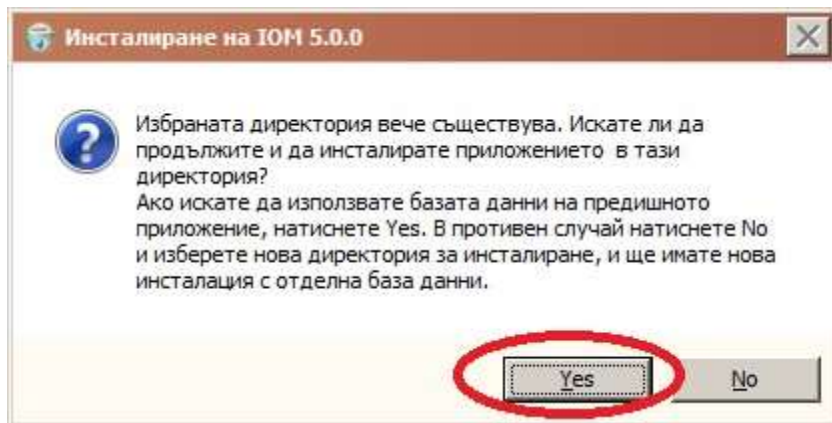 Инсталиране на IOM 5.0.0
Избраната директория вече съществува. Искате ли да
продължите и да инсталирате приложението в тази
директория?
Ако искате да използвате базата данни на предишното
приложение, натиснете Yes. В противен случай натиснете No
и изберете нова директория за инсталиране, и ще имате нова
инсталация с отделна база данни.
Yes No